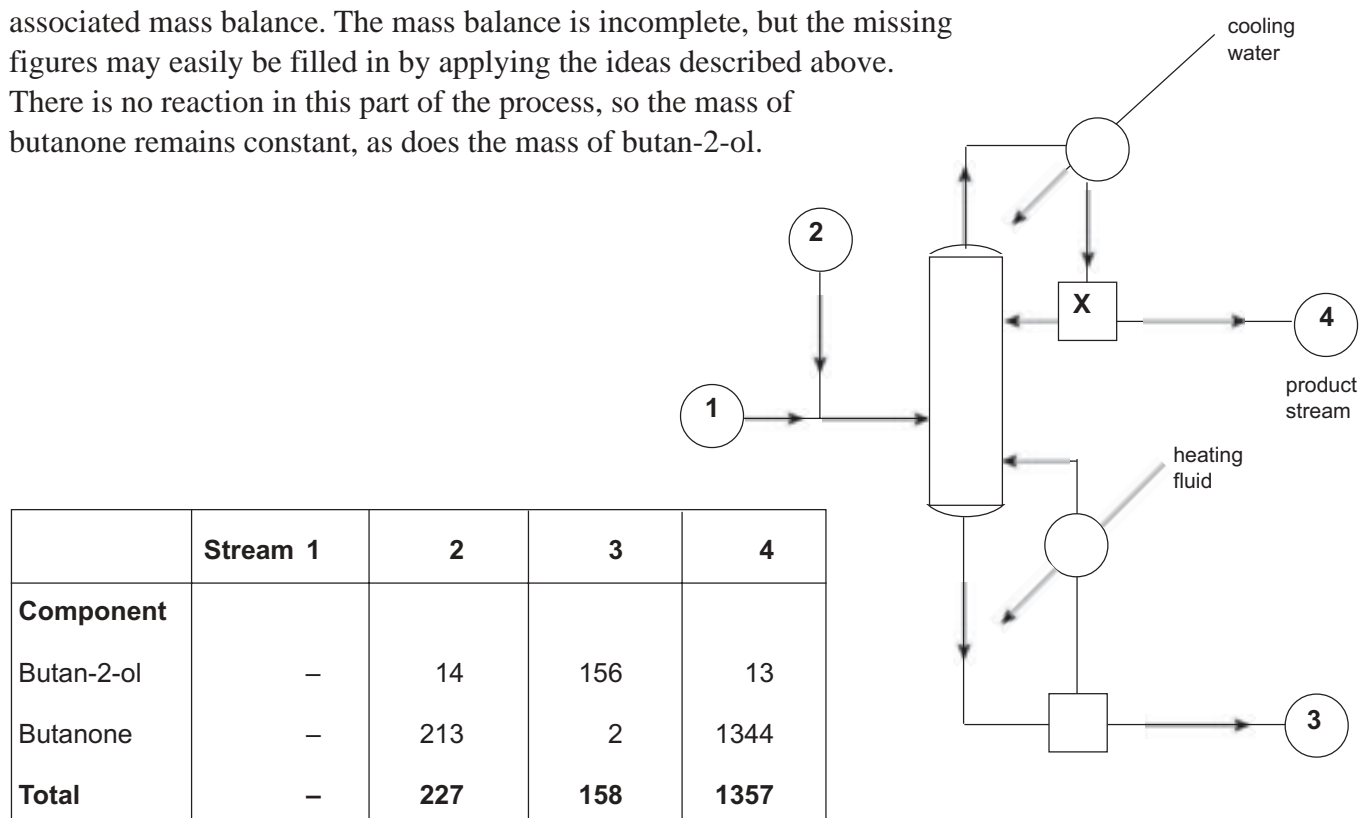 associated mass balance. The mass balance is incomplete, but the missing
figures may easily be filled in by applying the ideas described above.
There is no reaction in this part of the process, so the mass of
butanone remains constant, as does the mass of butan-2-ol.
cooling
water
2
X
4
product
stream
1
heating
fluid
3
Stream 1 2 3 4
Component
Butan-2-ol – 14 156 13
Butanone – 213 2 1344
Total – 227 158 1357